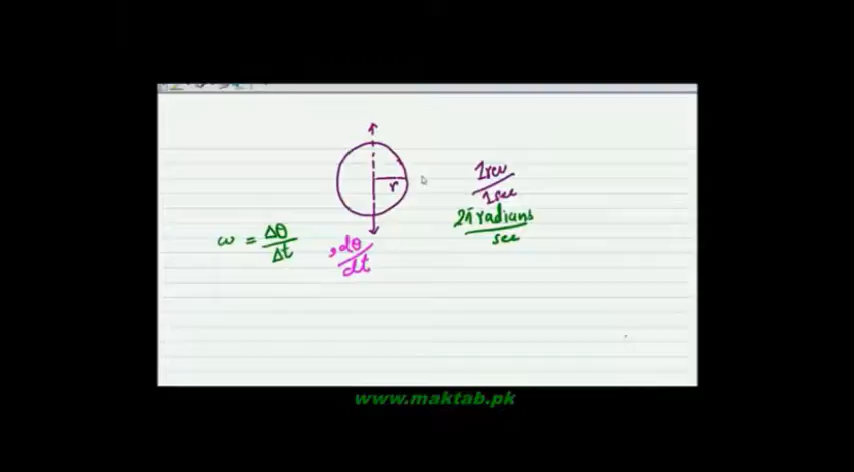 r
1rev
1sec
2π radians
sec
ω = Δθ
Δt
, dθ
dt
www.maktab.pk